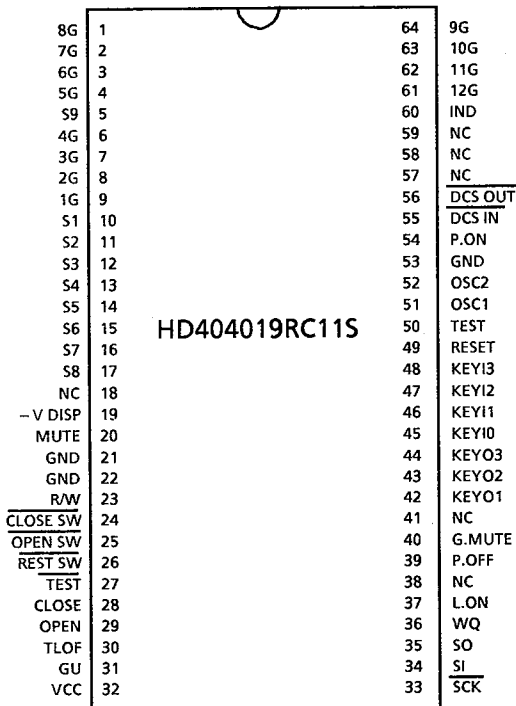 8G 1 64 9G
7G 2 63 10G
6G 3 62 11G
5G 4 61 12G
S9 5 60 IND
4G 6 59 NC
3G 7 58 NC
2G 8 57 NC
1G 9 56 DCS OUT
S1 10 55 DCS IN
S2 11 54 P.ON
S3 12 53 GND
S4 13 52 OSC2
S5 14 51 OSC1
S6 15 HD404019RC11S 50 TEST
S7 16 49 RESET
S8 17 48 KEYI3
NC 18 47 KEYI2
−V DISP 19 46 KEYI1
MUTE 20 45 KEYI0
GND 21 44 KEYO3
GND 22 43 KEYO2
R/W 23 42 KEYO1
CLOSE SW 24 41 NC
OPEN SW 25 40 G.MUTE
REST SW 26 39 P.OFF
TEST 27 38 NC
CLOSE 28 37 L.ON
OPEN 29 36 WQ
TLOF 30 35 SO
GU 31 34 SI
VCC 32 33 SCK